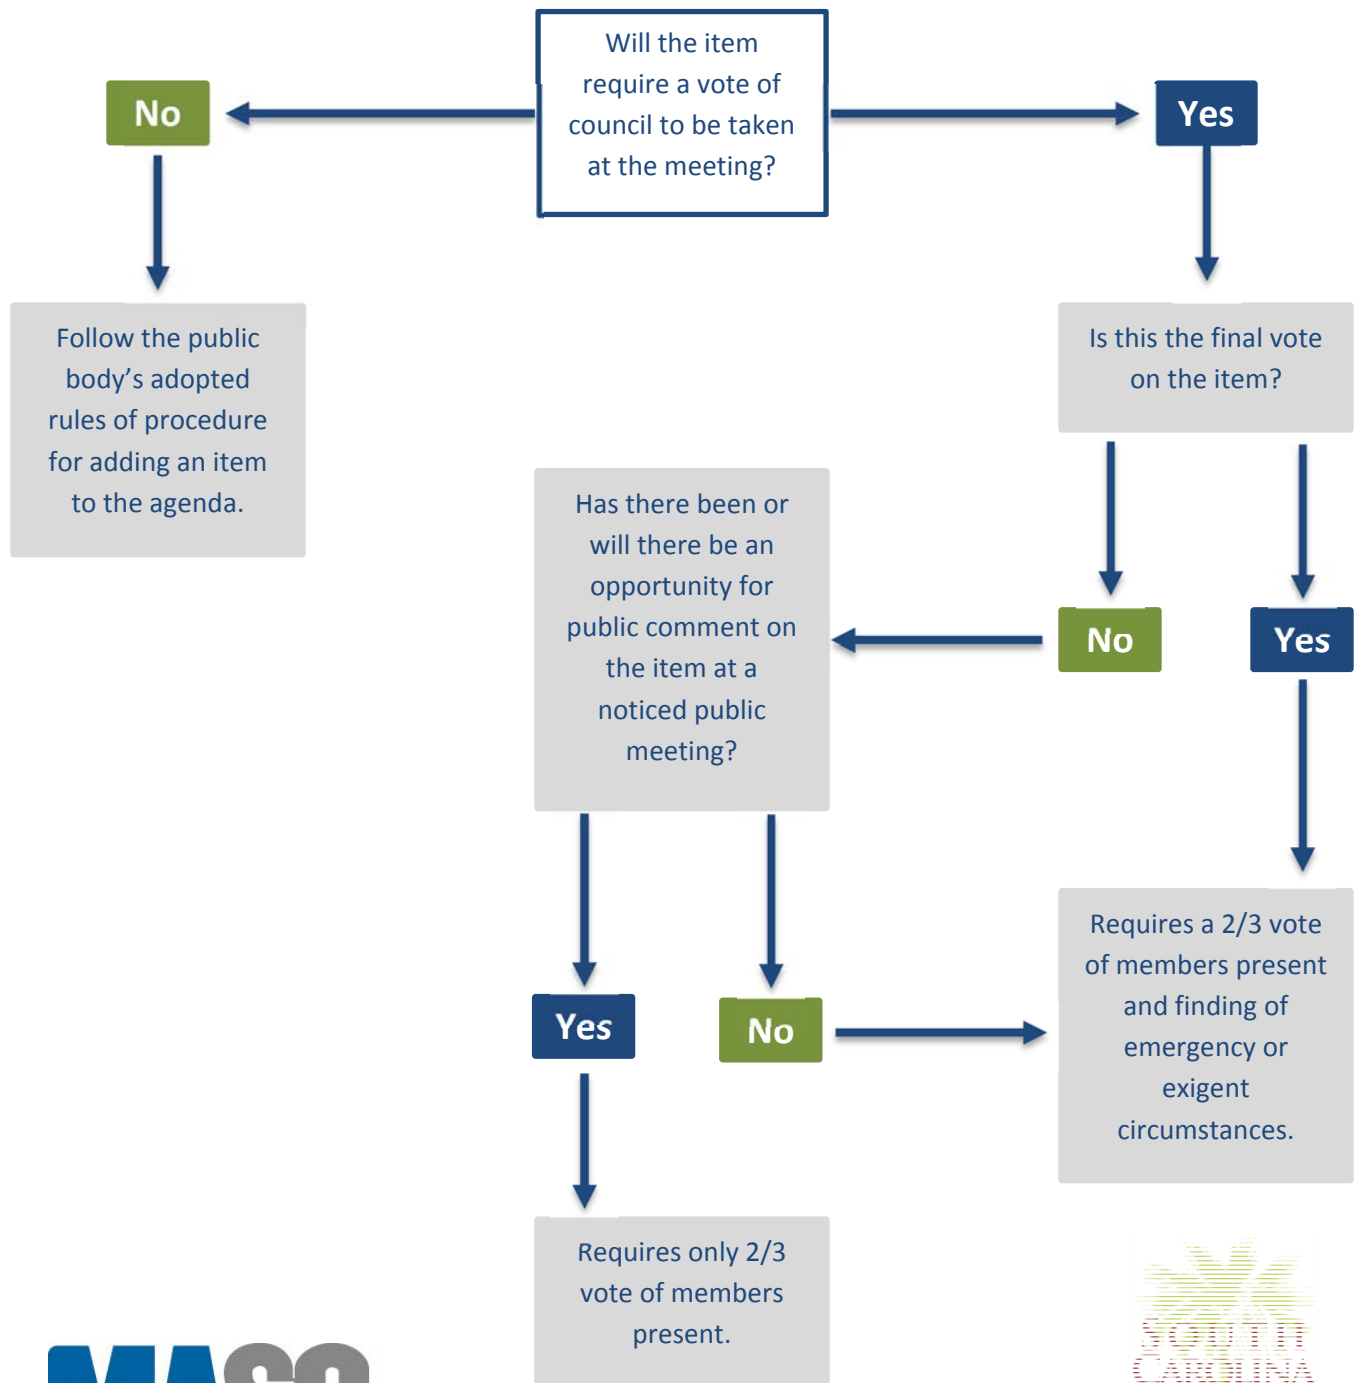 Will the item
require a vote of
council to be taken
at the meeting?
No
Yes
Follow the public
body’s adopted
rules of procedure
for adding an item
to the agenda.
Is this the final vote
on the item?
Has there been or
will there be an
opportunity for
public comment on
the item at a
noticed public
meeting?
No
Yes
Requires a 2/3 vote
of members present
and finding of
emergency or
exigent
circumstances.
Yes
No
Requires only 2/3
vote of members
present.
MASC
SOUTH
CAROLINA